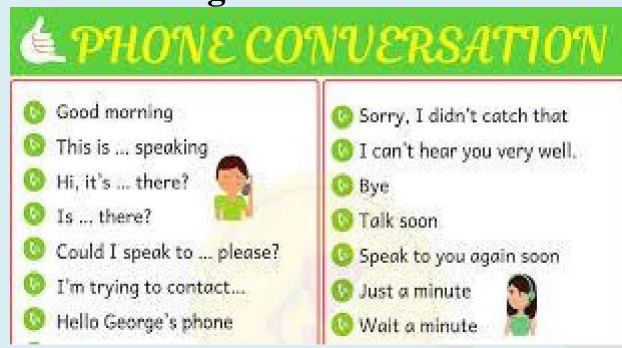 PHONE CONVERSATION
Good morning
This is ... speaking
Hi, it's ... there?
Is ... there?
Could I speak to ... please?
I'm trying to contact...
Hello George's phone
Sorry, I didn't catch that
I can't hear you very well.
Bye
Talk soon
Speak to you again soon
Just a minute
Wait a minute